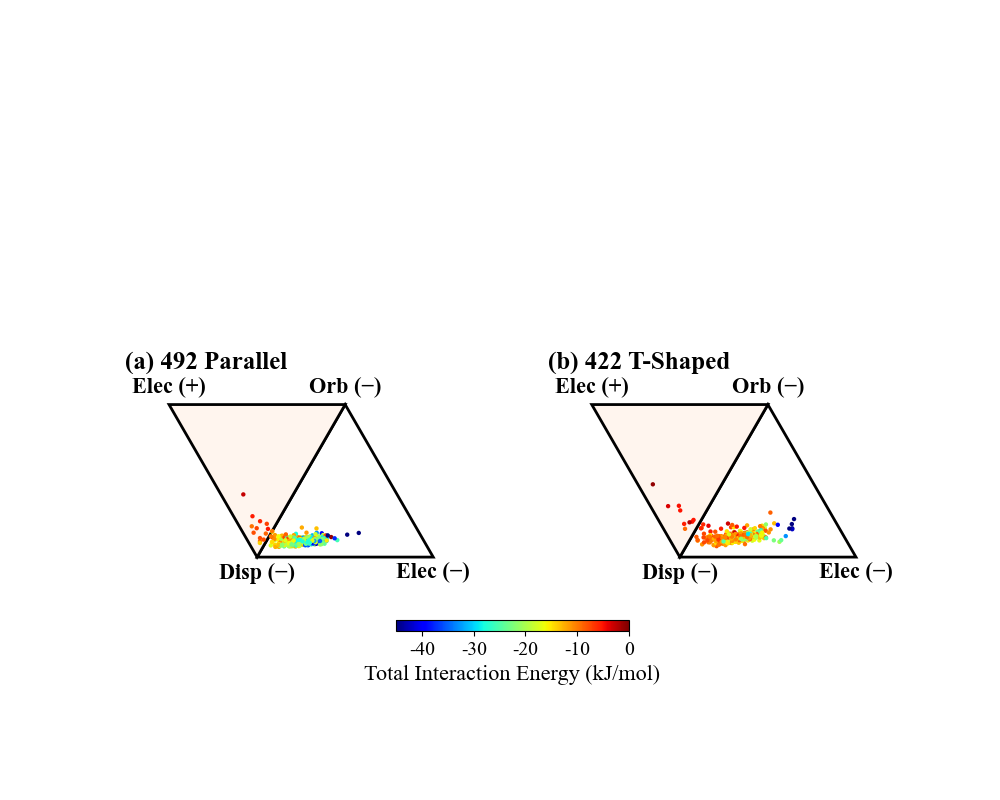 (a) 492 Parallel
(b) 422 T-Shaped
Elec (+)
Orb (−)
Elec (+)
Orb (−)
Disp (−)
Elec (−)
Disp (−)
Elec (−)
-40
-30
-20
-10
0
Total Interaction Energy (kJ/mol)